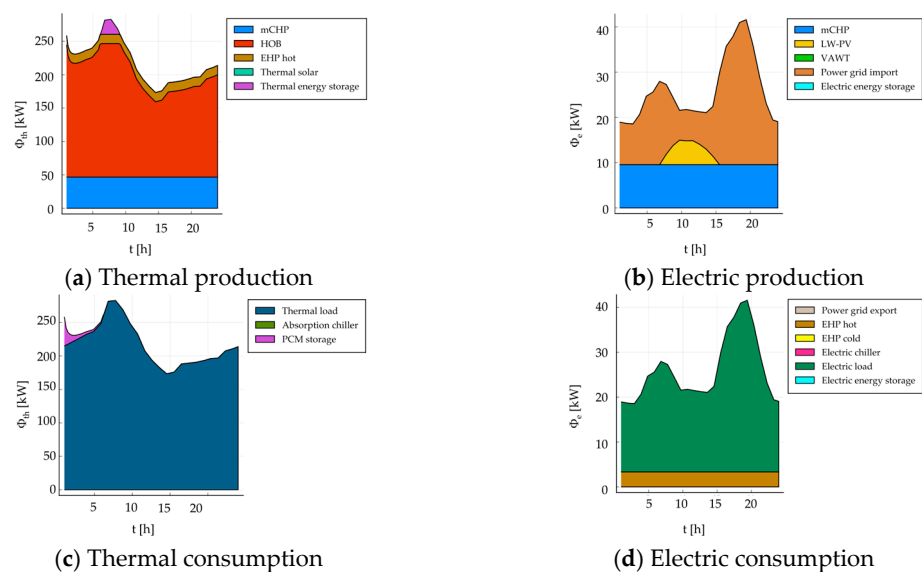 250
200
150
100
50
0
Φth [kW]
5
10
15
20
t [h]
mCHP
HOB
EHP hot
Thermal solar
Thermal energy storage
(a) Thermal production
40
30
20
10
0
Φe [kW]
5
10
15
20
t [h]
mCHP
LW-PV
VAWT
Power grid import
Electric energy storage
(b) Electric production
250
200
150
100
50
0
Φth [kW]
5
10
15
20
t [h]
Thermal load
Absorption chiller
PCM storage
(c) Thermal consumption
40
30
20
10
0
Φe [kW]
5
10
15
20
t [h]
Power grid export
EHP hot
EHP cold
Electric chiller
Electric load
Electric energy storage
(d) Electric consumption